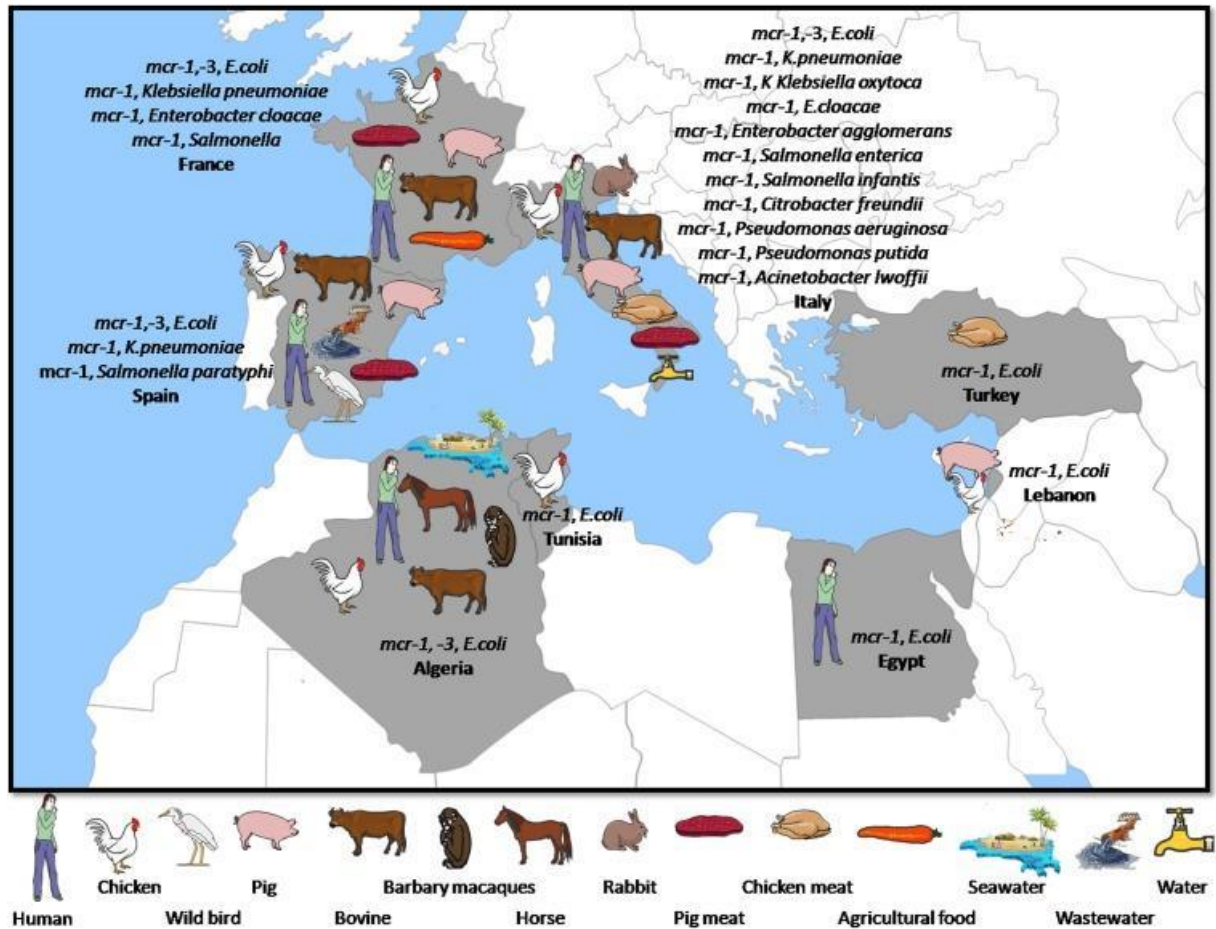 mcr-1,-3, E.coli
mcr-1, Klebsiella pneumoniae
mcr-1, Enterobacter cloacae
mcr-1, Salmonella
France
mcr-1,-3, E.coli
mcr-1, K.pneumoniae
mcr-1, K Klebsiella oxytoca
mcr-1, E.cloacae
mcr-1, Enterobacter agglomerans
mcr-1, Salmonella enterica
mcr-1, Salmonella infantis
mcr-1, Citrobacter freundii
mcr-1, Pseudomonas aeruginosa
mcr-1, Pseudomonas putida
mcr-1, Acinetobacter lwoffii
Italy
mcr-1,-3, E.coli
mcr-1, K.pneumoniae
mcr-1, Salmonella paratyphi
Spain
mcr-1, E.coli
Turkey
mcr-1, E.coli
Lebanon
mcr-1, E.coli
Tunisia
mcr-1, -3, E.coli
Algeria
mcr-1, E.coli
Egypt
Chicken Pig Barbary macaques Rabbit Chicken meat Seawater Water
Human Wild bird Bovine Horse Pig meat Agricultural food Wastewater